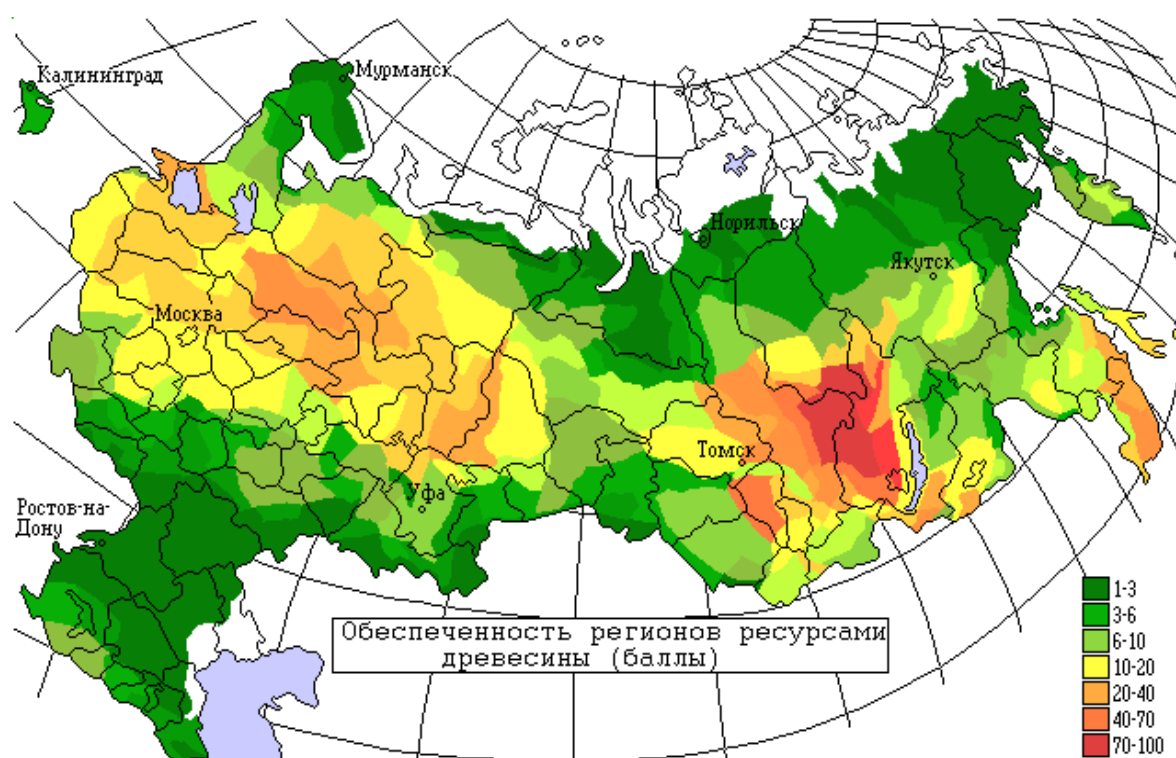 Калининград
Мурманск
Норильск
Якутск
Москва
Томск
Уфа
Ростов-на-
Дону
Обеспеченность регионов ресурсами
древесины (баллы)
1-3
3-6
6-10
10-20
20-40
40-70
70-100